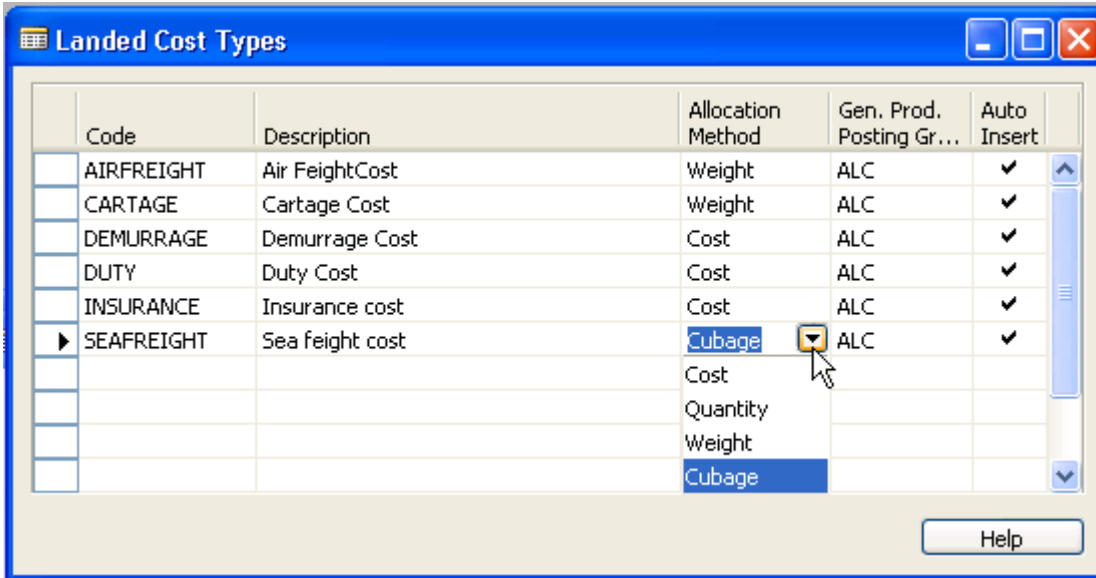 Landed Cost Types
Code Description Allocation Method Gen. Prod. Posting Gr... Auto Insert
AIRFREIGHT Air FeightCost Weight ALC
CARTAGE Cartage Cost Weight ALC
DEMURRAGE Demurrage Cost Cost ALC
DUTY Duty Cost Cost ALC
INSURANCE Insurance cost Cost ALC
SEAFREIGHT Sea feight cost Cubage ALC
Cost
Quantity
Weight
Cubage
Help